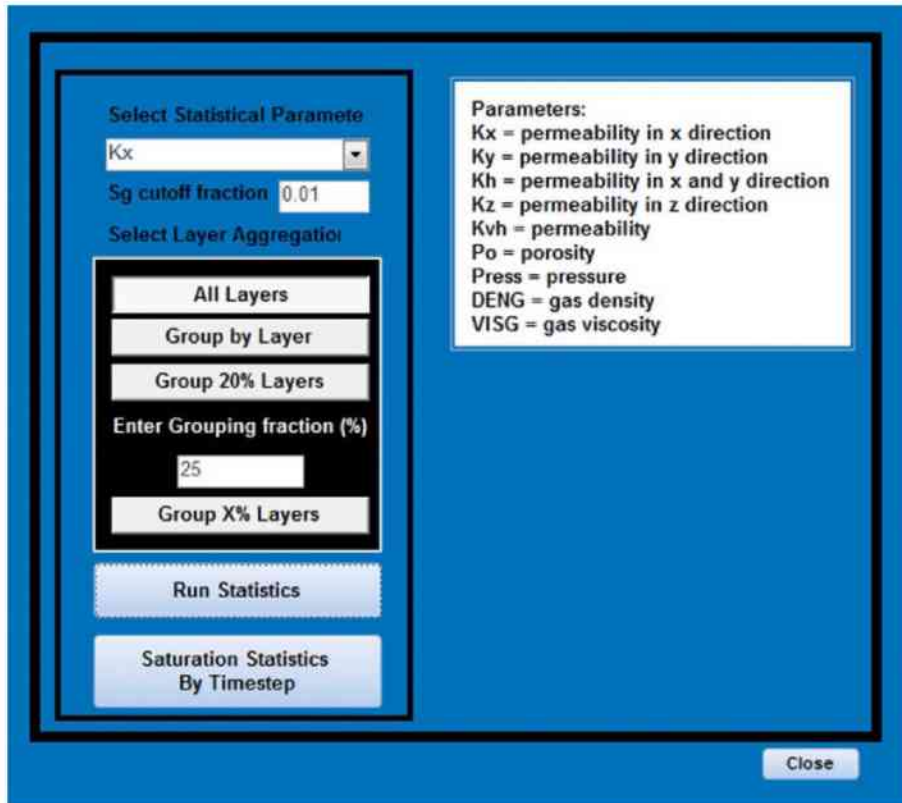 Select Statistical Paramete
Kx
Sg cutoff fraction 0.01
Select Layer Aggregation
All Layers
Group by Layer
Group 20% Layers
Enter Grouping fraction (%)
25
Group X% Layers
Run Statistics
Saturation Statistics
By Timestep
Parameters:
Kx = permeability in x direction
Ky = permeability in y direction
Kh = permeability in x and y direction
Kz = permeability in z direction
Kvh = permeability
Po = porosity
Press = pressure
DENG = gas density
VISG = gas viscosity
Close